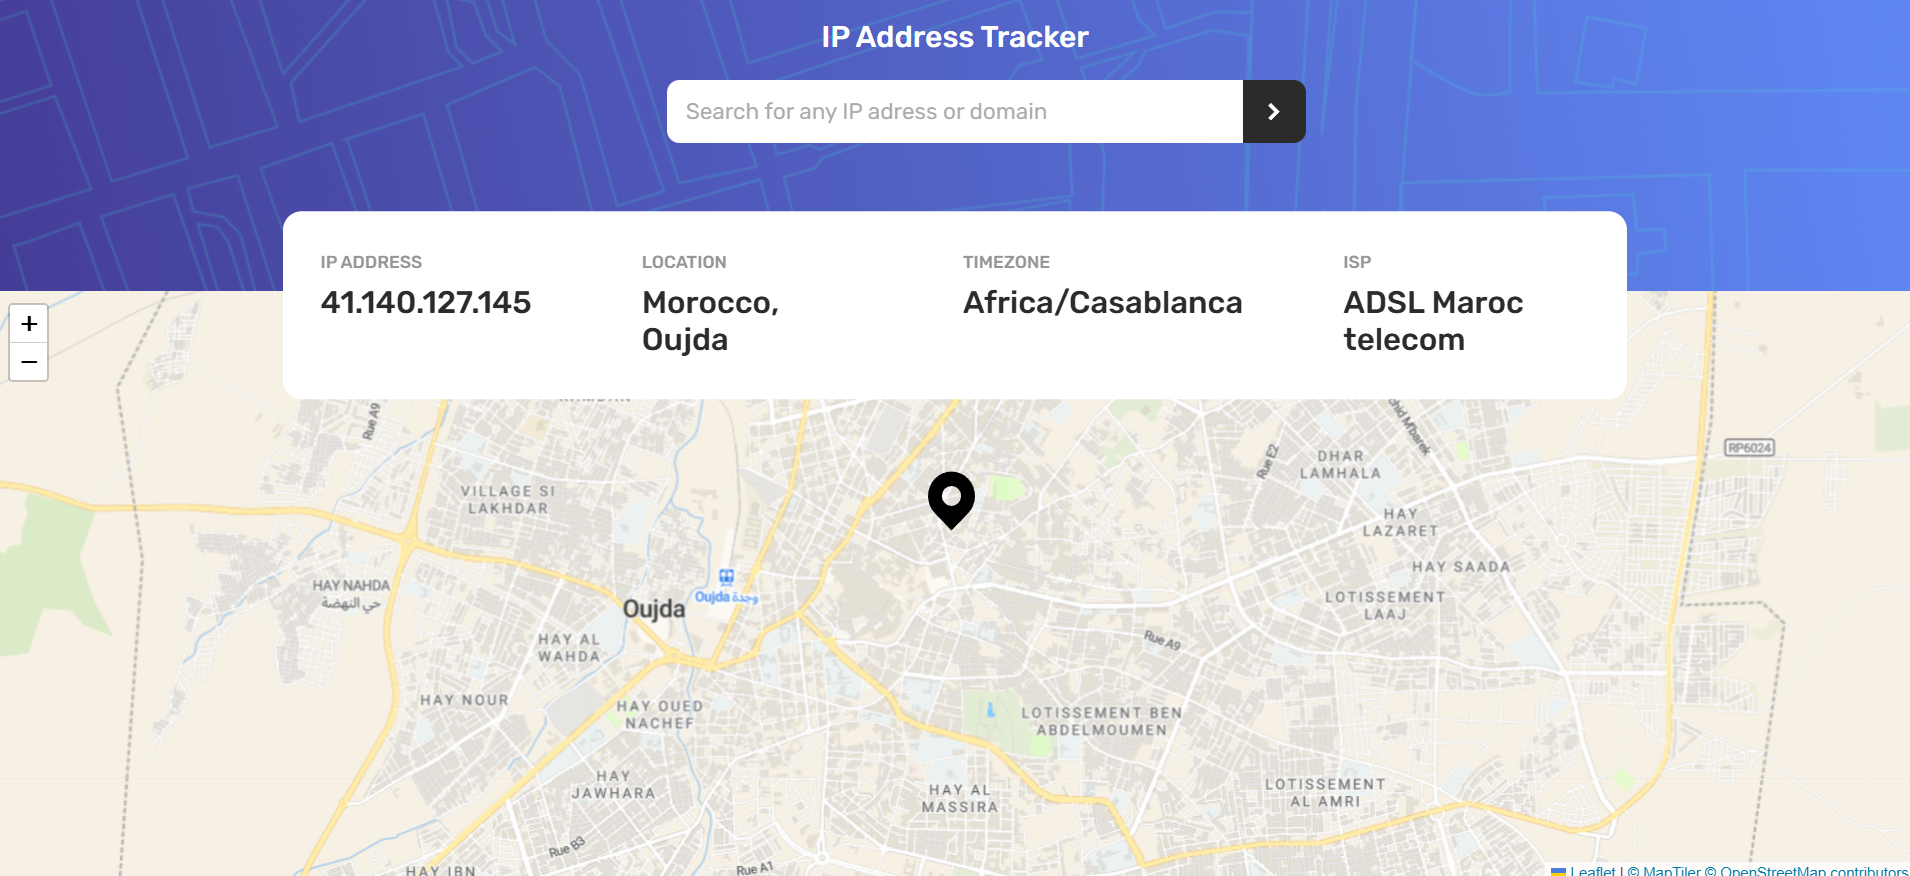 IP Address Tracker
Search for any IP adress or domain
IP ADDRESS
41.140.127.145
LOCATION
Morocco,
Oujda
TIMEZONE
Africa/Casablanca
ISP
ADSL Maroc
telecom
+
−
Rue A9
Rue E2
DHAR
LAMHALA
RP6024
VILLAGE SI
LAKHDAR
HAY
LAZARET
HAY SAADA
HAY NAHDA
حي النهضة
Oujda وجدة
Oujda
LOTISSEMENT
LAAJ
HAY AL
WAHDA
Rue A9
HAY NOUR
HAY OUED
NACHEF
LOTISSEMENT BEN
ABDELMOUMEN
HAY
JAWHARA
HAY AL
MASSIRA
LOTISSEMENT
AL AMRI
Rue B3
Rue A1
HAY IBN
Leaflet | © MapTiler © OpenStreetMap contributors